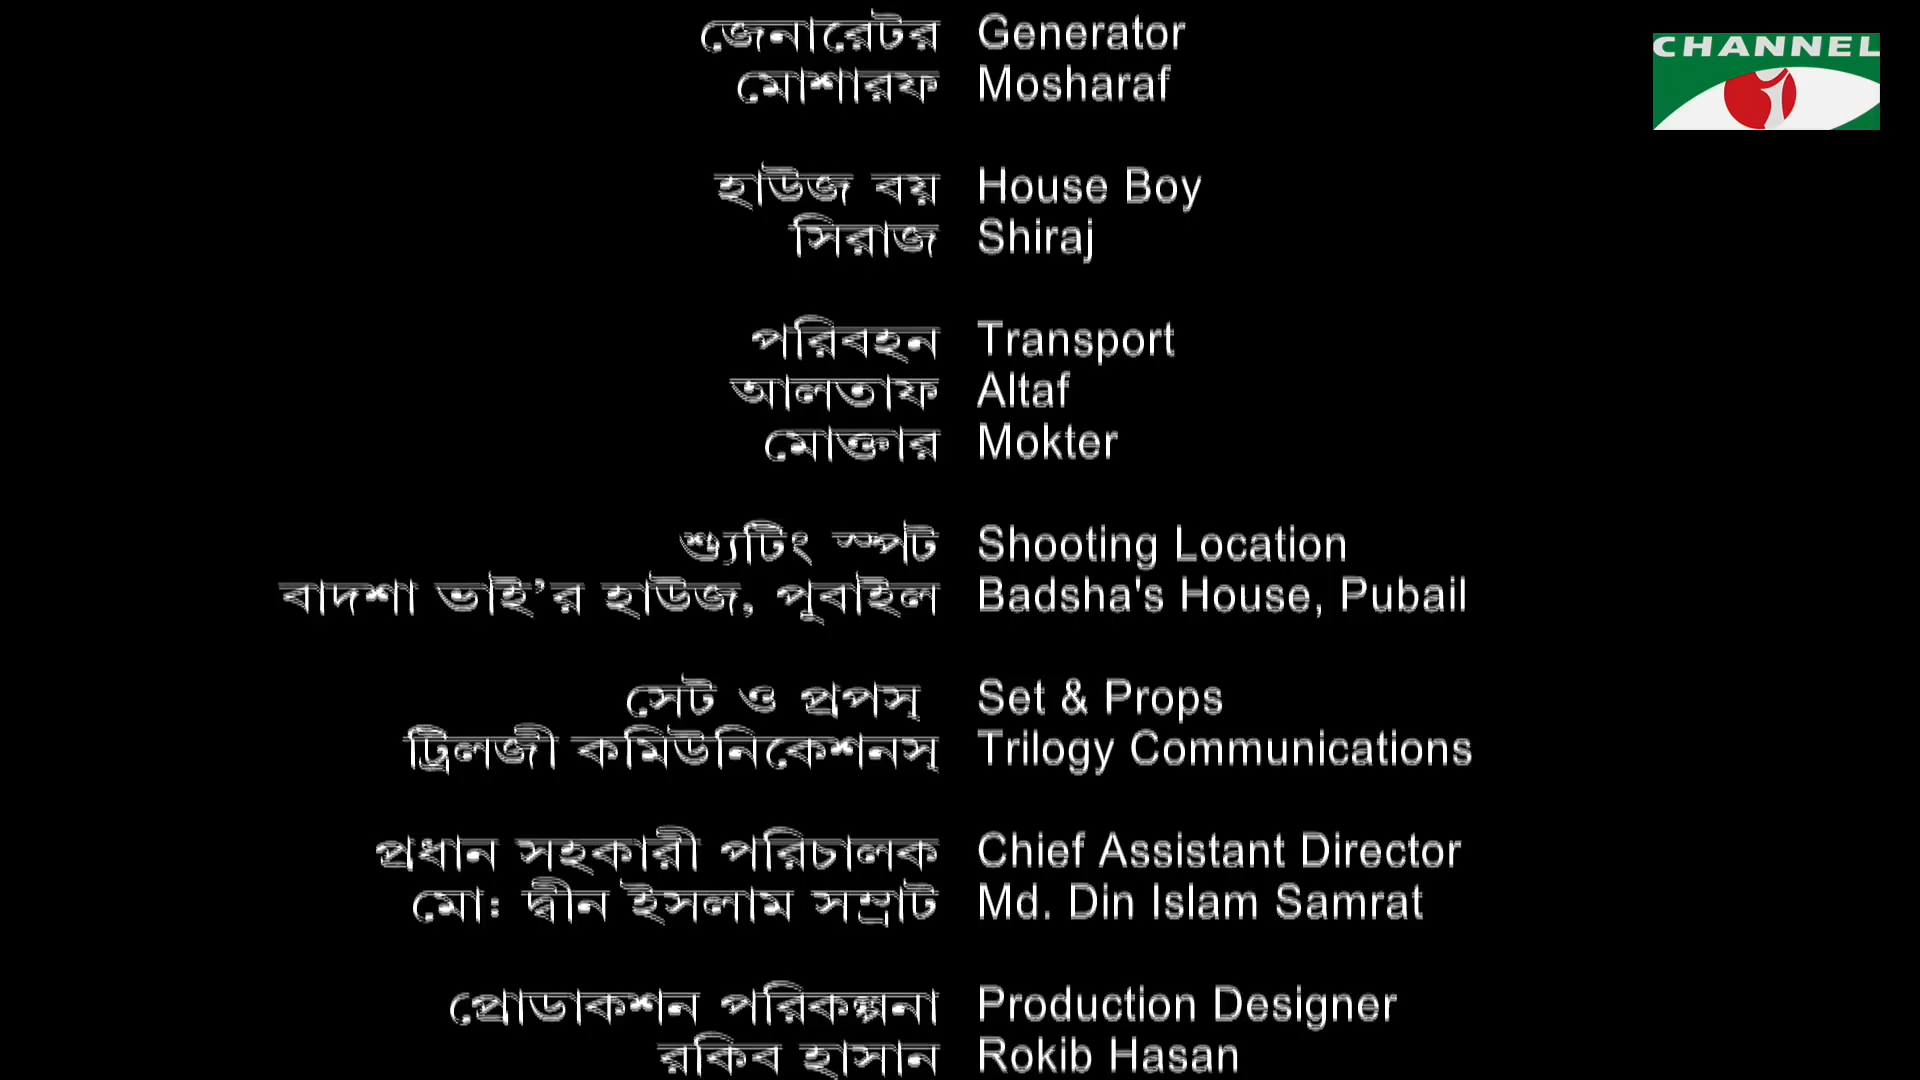 জেনারেটর Generator
মোশারফ Mosharaf
হাউজ বয় House Boy
সিরাজ Shiraj
পরিবহন Transport
আলতাফ Altaf
মোক্তার Mokter
শ্যুটিং স্পট Shooting Location
বাদশা ভাই’র হাউজ, পুবাইল Badsha's House, Pubail
সেট ও প্রপস্ Set & Props
ট্রিলজী কমিউনিকেশনস্ Trilogy Communications
প্রধান সহকারী পরিচালক Chief Assistant Director
মো: দ্বীন ইসলাম সম্রাট Md. Din Islam Samrat
প্রোডাকশন পরিকল্পনা Production Designer
রকিব হাসান Rokib Hasan
CHANNEL i